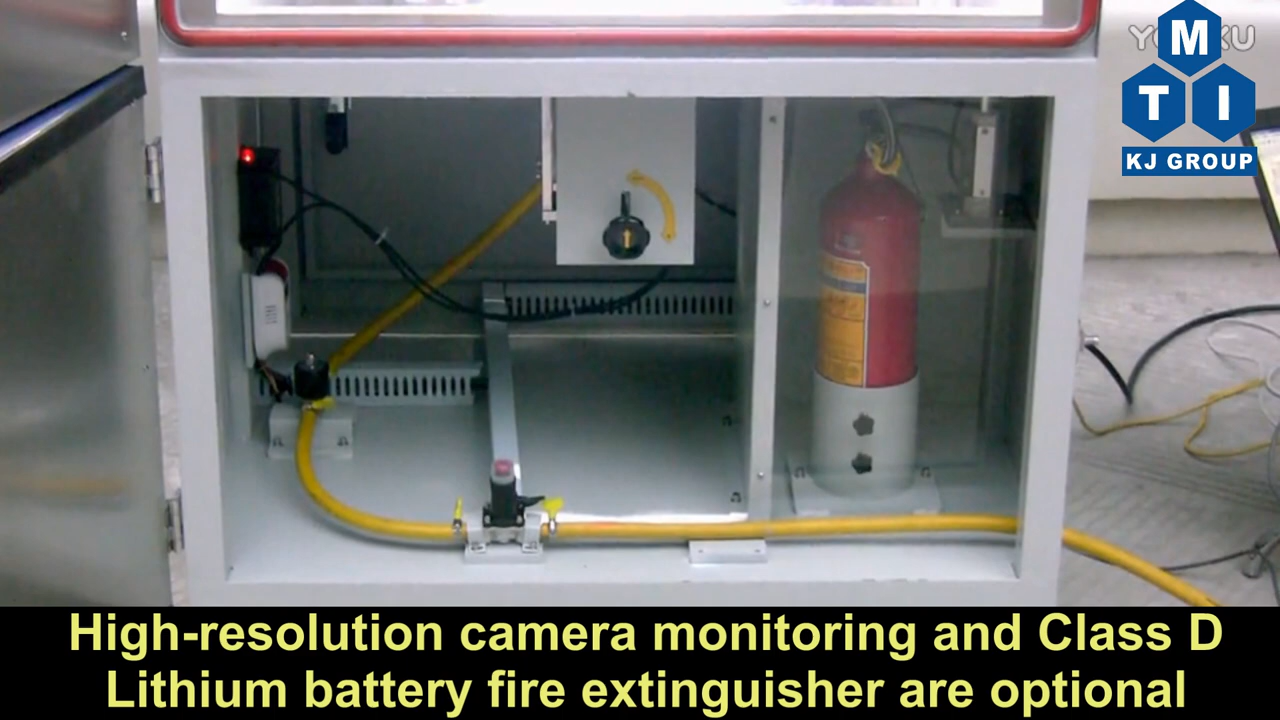 M
T I
KJ GROUP
High-resolution camera monitoring and Class D
Lithium battery fire extinguisher are optional